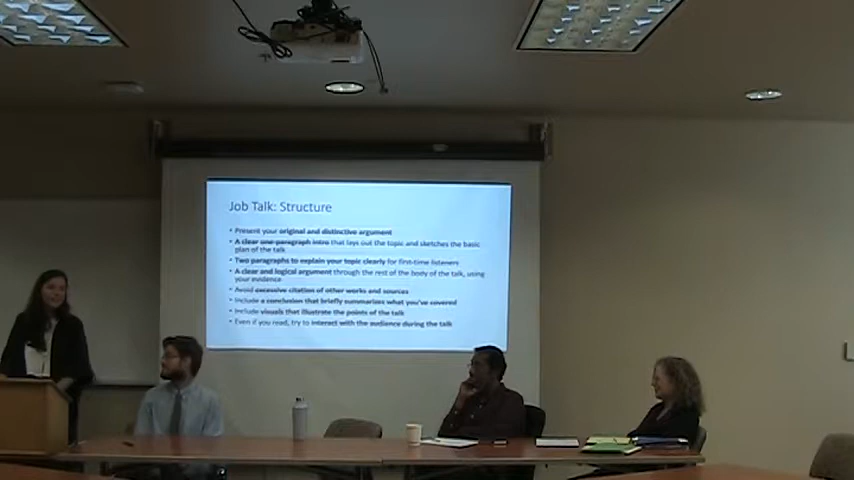 Job Talk: Structure
• Present your original and distinctive argument
• A clear one-paragraph intro that lays out the topic and sketches the basic
plan of the talk
• Two paragraphs to explain your topic clearly for first-time listeners
• A clear and logical argument through the rest of the body of the talk, using
your evidence
• Avoid excessive citation of other works and sources
• Include a conclusion that briefly summarizes what you've covered
• Include visuals that illustrate the points of the talk
• Even if you read, try to interact with the audience during the talk